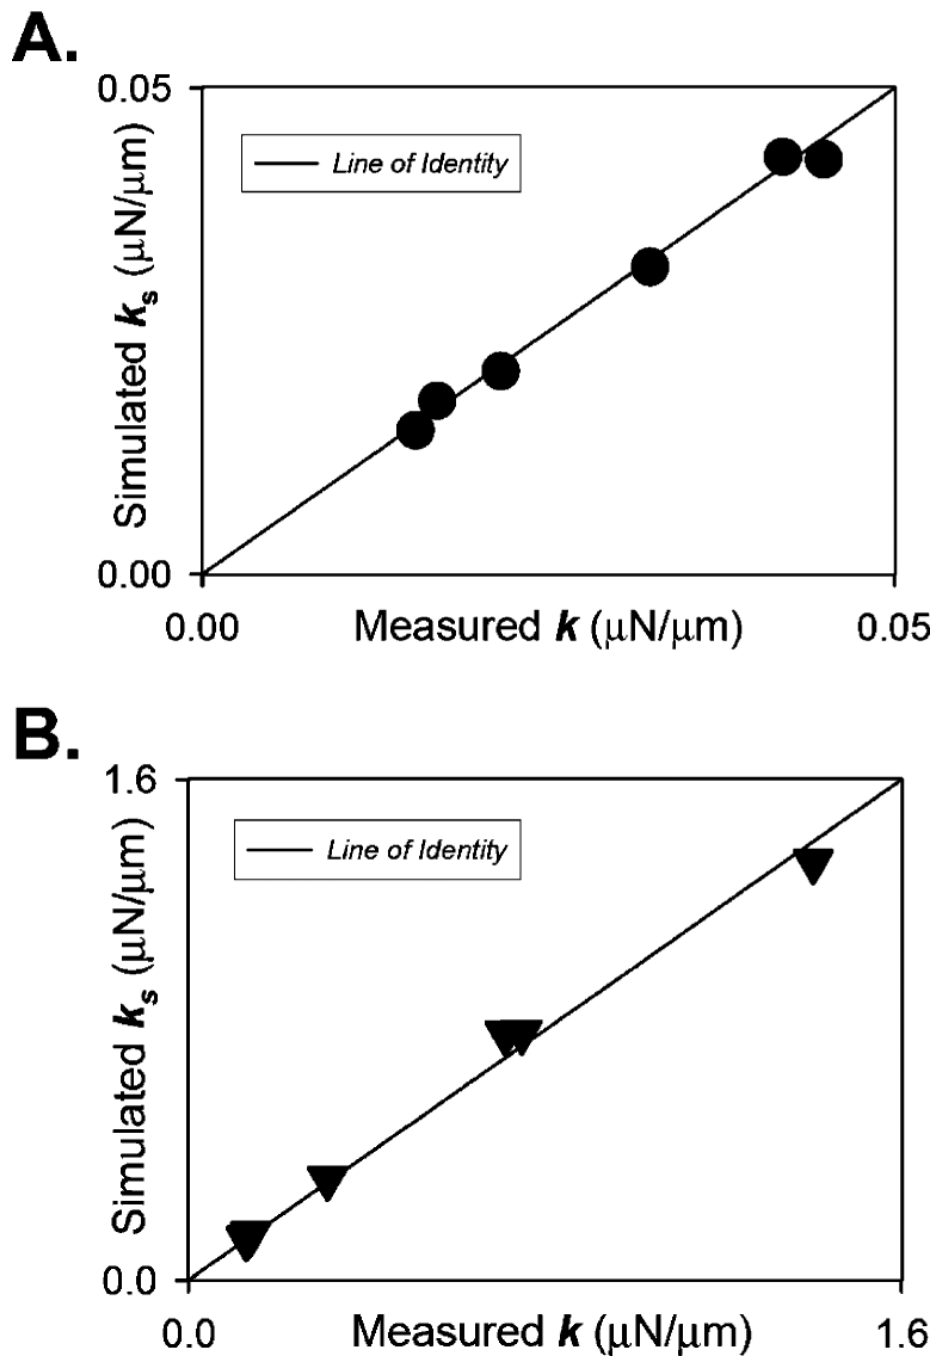 A.
0.05
Line of Identity
Simulated ks (μN/μm)
0.00
0.00 Measured k (μN/μm) 0.05
B.
1.6
Line of Identity
Simulated ks (μN/μm)
0.0
0.0 Measured k (μN/μm) 1.6